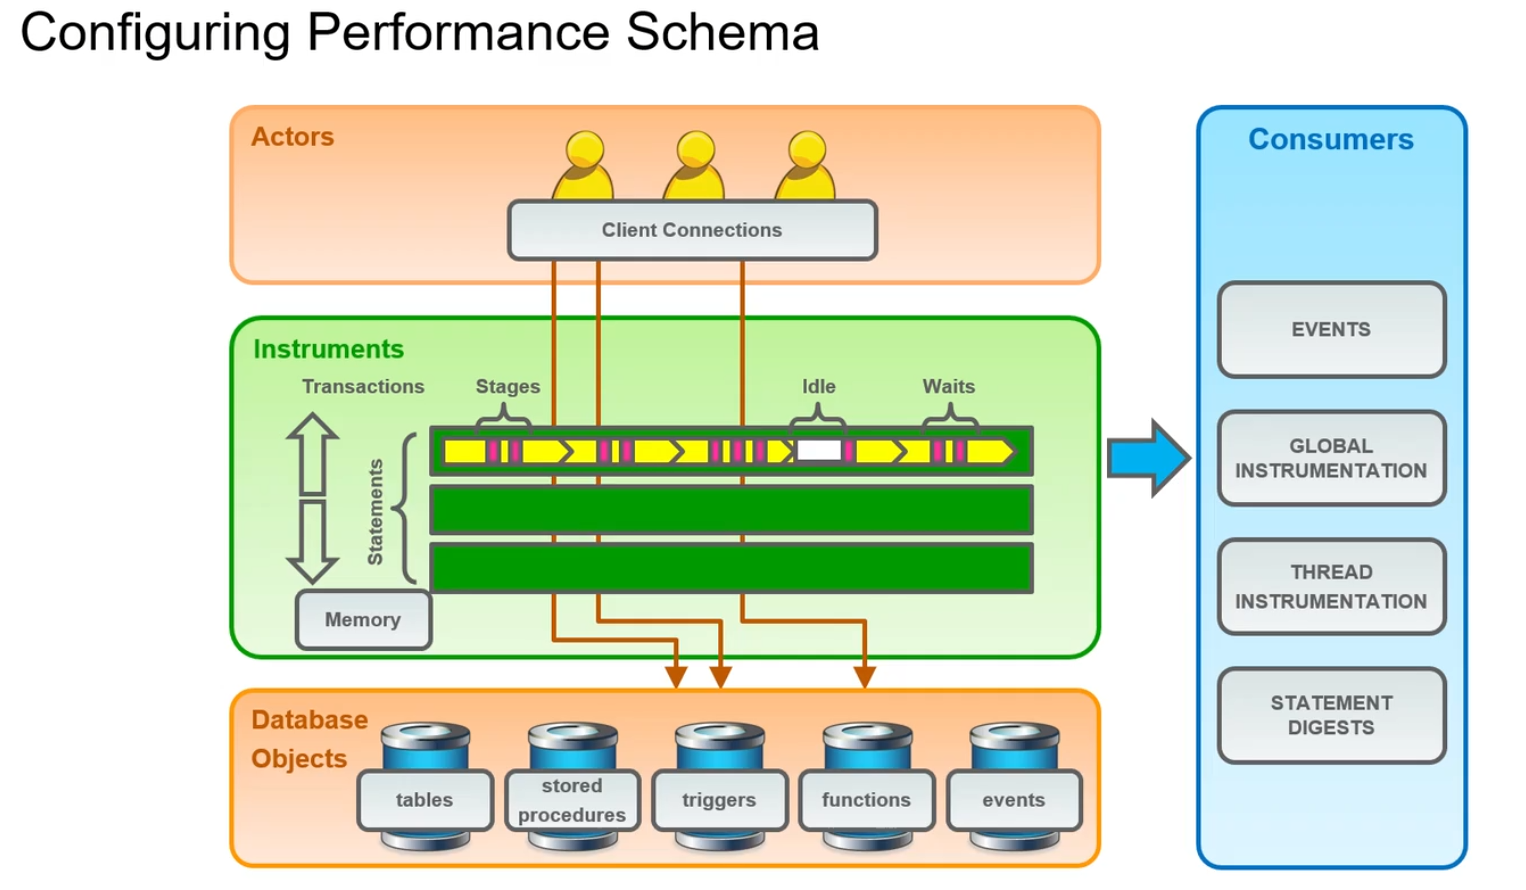 Configuring Performance Schema
Actors
Client Connections
Instruments
Transactions
Stages
Idle
Waits
Statements
Memory
Database
Objects
tables
stored
procedures
triggers
functions
events
Consumers
EVENTS
GLOBAL
INSTRUMENTATION
THREAD
INSTRUMENTATION
STATEMENT
DIGESTS